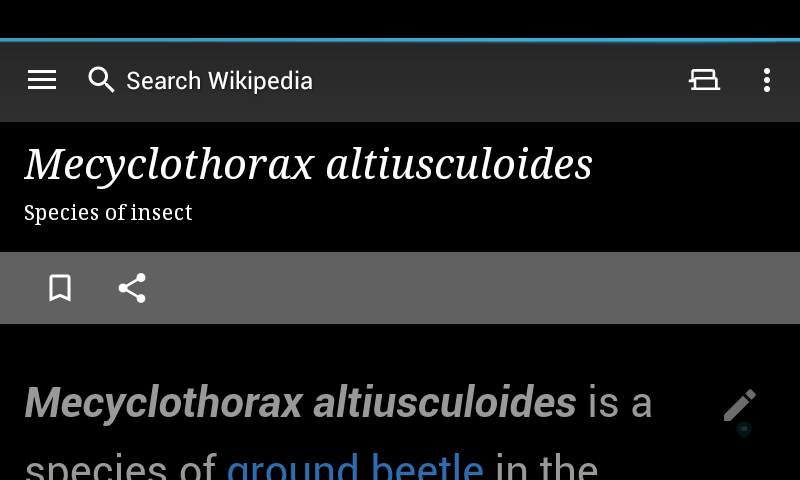 Search Wikipedia
Mecyclothorax altiusculoides
Species of insect
Mecyclothorax altiusculoides is a
species of ground beetle in the